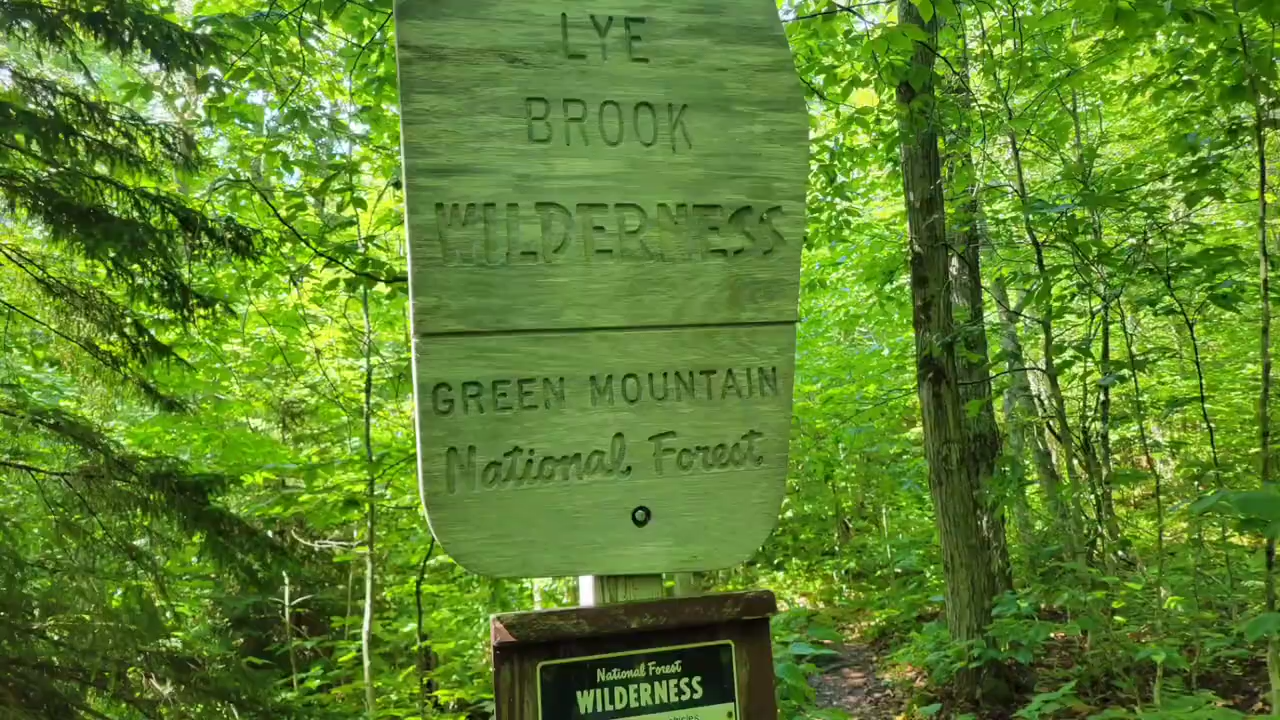 LYE
BROOK
WILDERNESS
GREEN MOUNTAIN
National Forest
National Forest
WILDERNESS